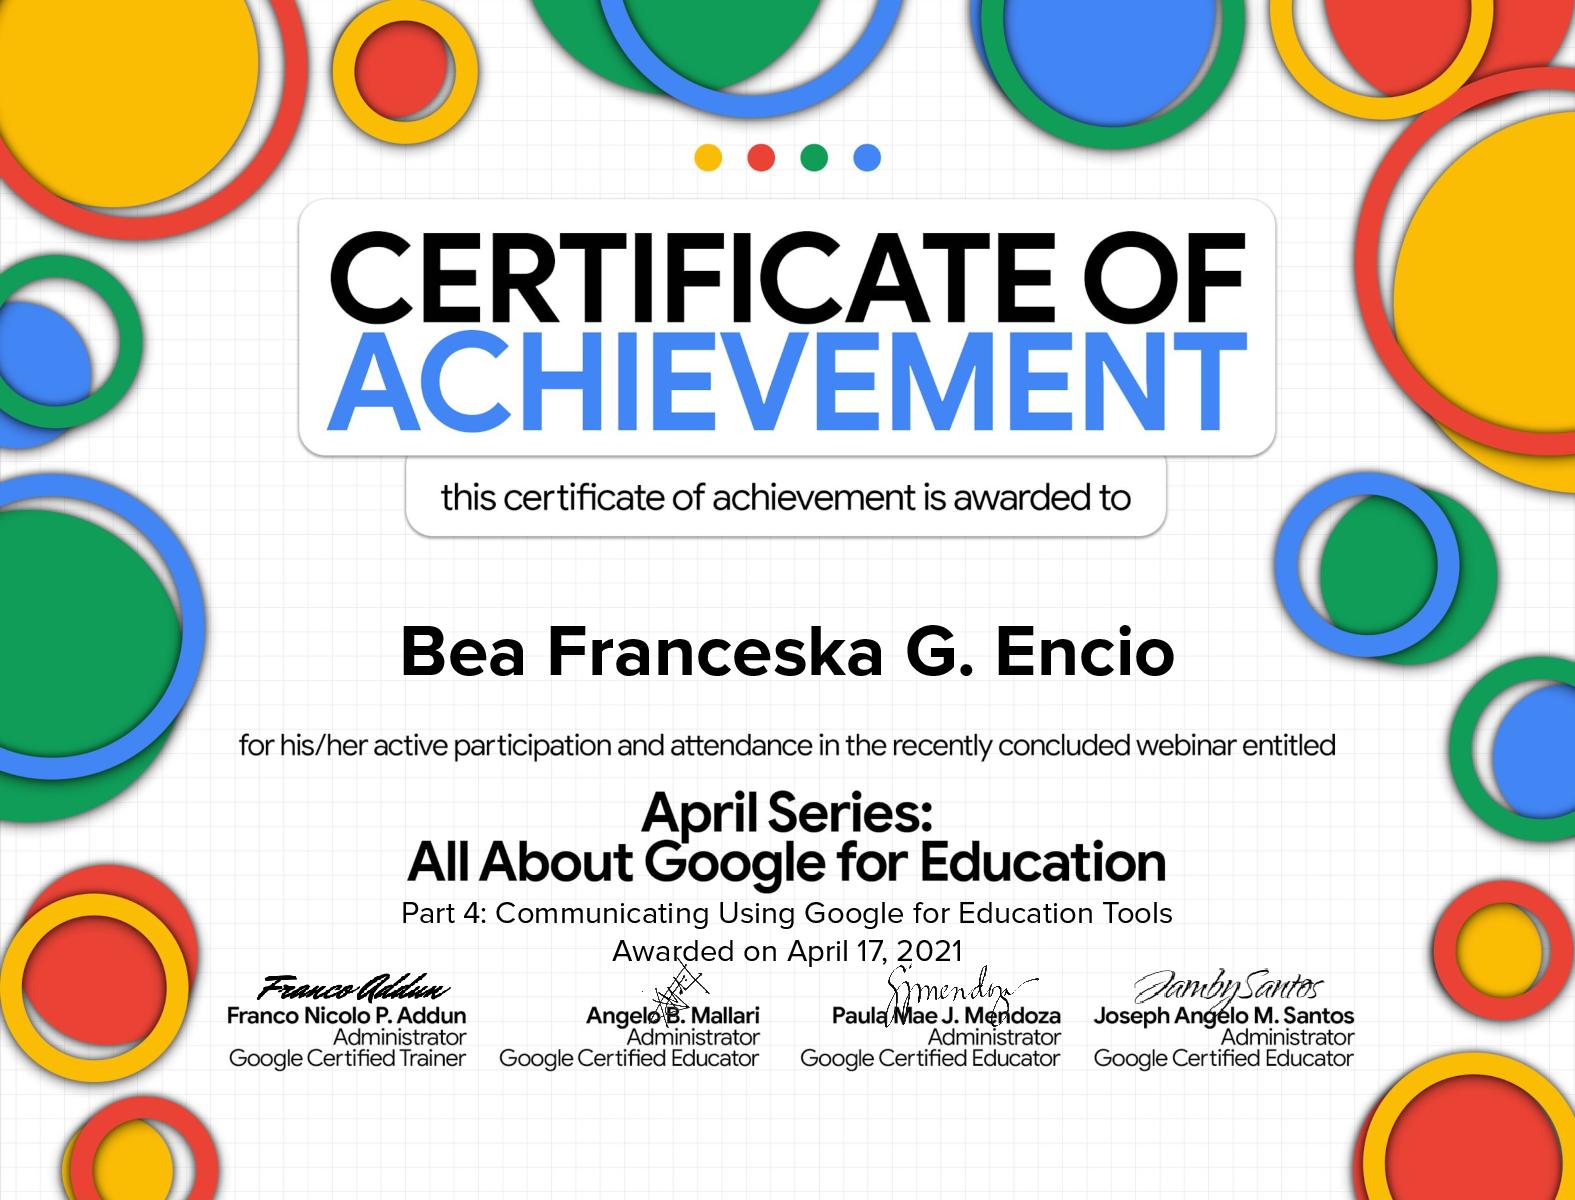 CERTIFICATE OF
ACHIEVEMENT
this certificate of achievement is awarded to
Bea Franceska G. Encio
for his/her active participation and attendance in the recently concluded webinar entitled
April Series:
All About Google for Education
Part 4: Communicating Using Google for Education Tools
Awarded on April 17, 2021
Franco Addun
Franco Nicolo P. Addun
Administrator
Google Certified Trainer
Angelo B. Mallari
Administrator
Google Certified Educator
Paula Mae J. Mendoza
Administrator
Google Certified Educator
Jamby Santos
Joseph Angelo M. Santos
Administrator
Google Certified Educator